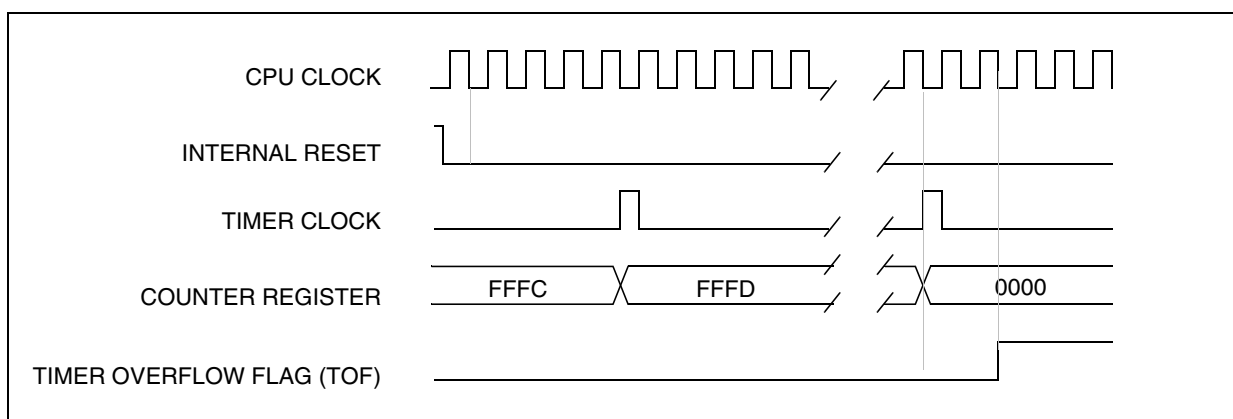 CPU CLOCK
INTERNAL RESET
TIMER CLOCK
COUNTER REGISTER
FFFC
FFFD
0000
TIMER OVERFLOW FLAG (TOF)